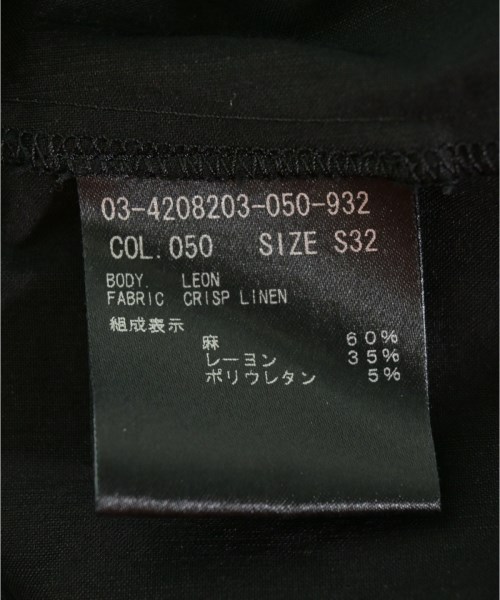 03-4208203-050-932
COL.050 SIZE S32
BODY. LEON
FABRIC CRISP LINEN
組成表示
麻 60%
レーヨン 35%
ポリウレタン 5%